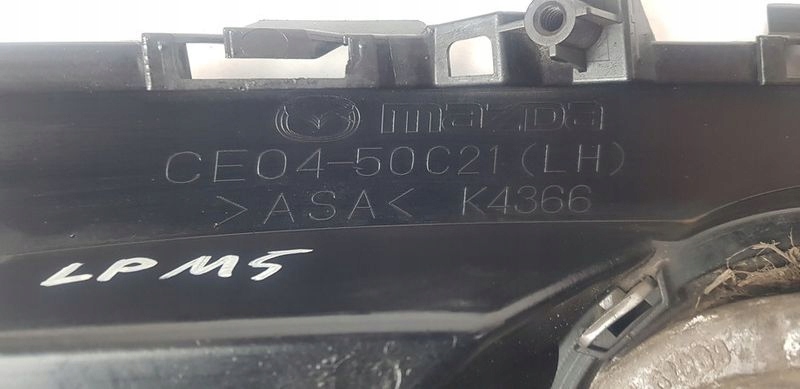 mazda
CE04-50C21(LH)
>ASA< K4366
LPM5